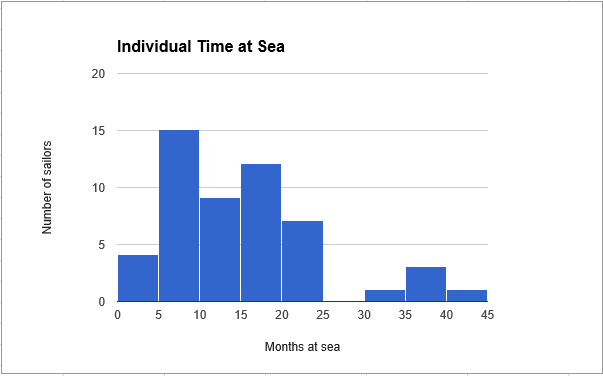 Individual Time at Sea
20
15
10
5
0
Number of sailors
0 5 10 15 20 25 30 35 40 45
Months at sea